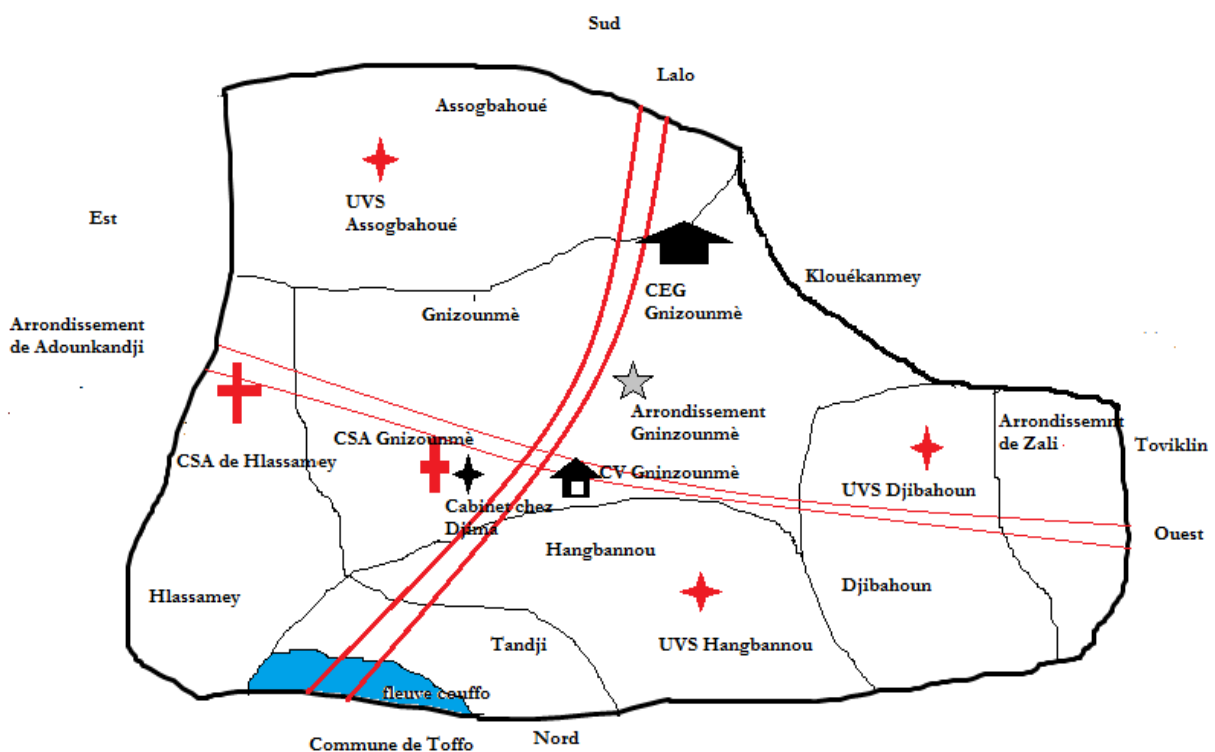 Sud
Lalo
Assogbahoué
UVS
Assogbahoué
Est
Klouékanmey
CEG
Gnizounmè
Gnizounmè
Arrondissement
de Adounkandji
Arrondissement
Gninzounmè
Arrondissemnt
de Zali
Toviklin
CSA Gnizounmè
CSA de Hlassamey
CV Gninzounmè
UVS Djibahoun
Cabinet chez
Djima
Ouest
Hangbannou
Djibahoun
Hlassamey
Tandji
UVS Hangbannou
fleuve couffo
Nord
Commune de Toffo